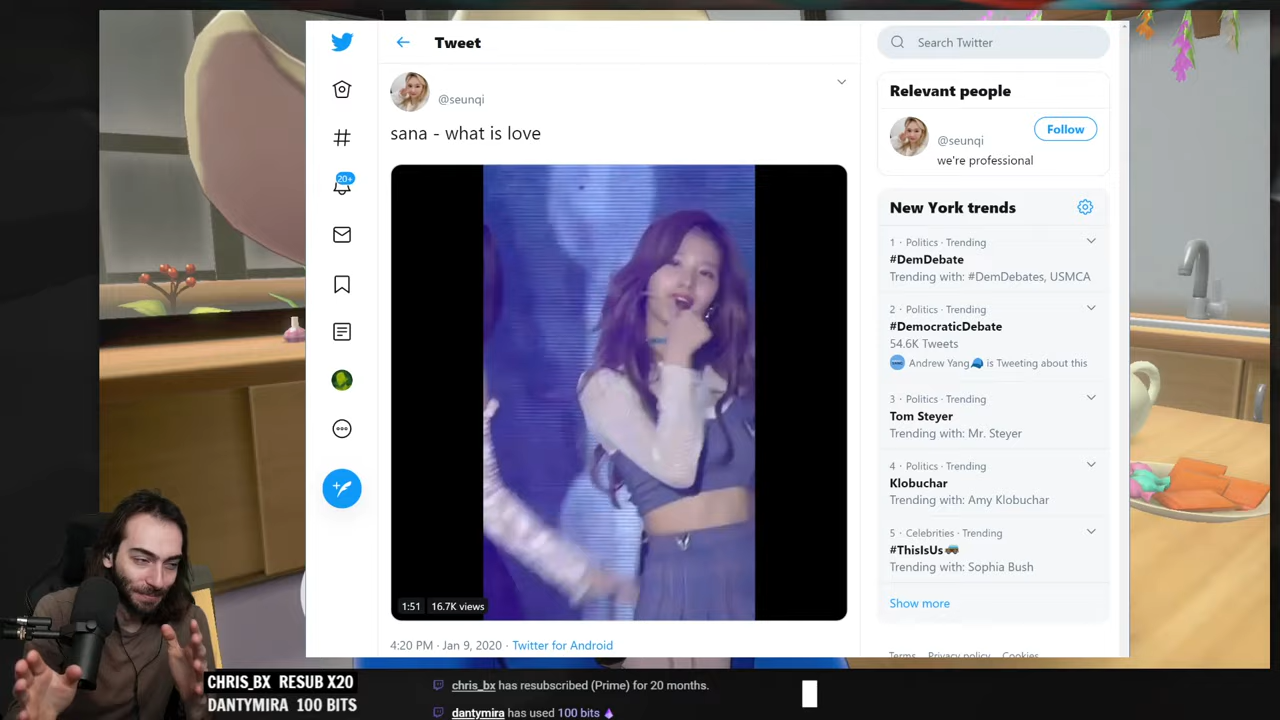 Tweet
@seunqi
sana - what is love
1:51 16.7K views
4:20 PM · Jan 9, 2020 · Twitter for Android
20+
Search Twitter
Relevant people
@seunqi
Follow
we're professional
New York trends
1 · Politics · Trending
#DemDebate
Trending with: #DemDebates, USMCA
2 · Politics · Trending
#DemocraticDebate
54.6K Tweets
Andrew Yang🧢 is Tweeting about this
3 · Politics · Trending
Tom Steyer
Trending with: Mr. Steyer
4 · Politics · Trending
Klobuchar
Trending with: Amy Klobuchar
5 · Celebrities · Trending
#ThisIsUs
Trending with: Sophia Bush
Show more
Terms Privacy policy Cookies
CHRIS_BX RESUB X20
DANTYMIRA 100 BITS
chris_bx has resubscribed (Prime) for 20 months.
dantymira has used 100 bits